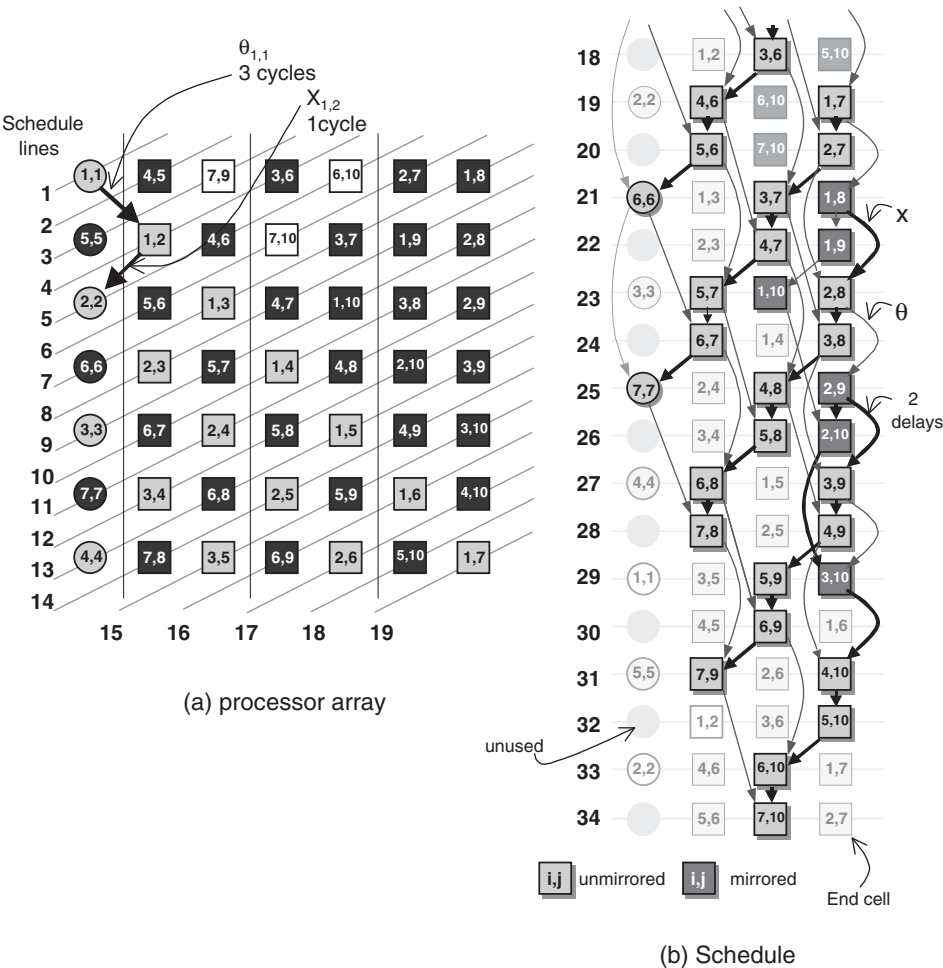 θ1,1
3 cycles
X1,2
1cycle
Schedule
lines
1,1 4,5 7,9 3,6 6,10 2,7 1,8
1
2
5,5 1,2 4,6 7,10 3,7 1,9 2,8
3
4
2,2 5,6 1,3 4,7 1,10 3,8 2,9
5
6
6,6 2,3 5,7 1,4 4,8 2,10 3,9
7
8
3,3 6,7 2,4 5,8 1,5 4,9 3,10
9
10
7,7 3,4 6,8 2,5 5,9 1,6 4,10
11
12
4,4 7,8 3,5 6,9 2,6 5,10 1,7
13
14
15 16 17 18 19
(a) processor array
18 1,2 3,6 5,10
19 2,2 4,6 6,10 1,7
20 5,6 7,10 2,7
21 6,6 1,3 3,7 1,8
X
22 2,3 4,7 1,9
23 3,3 5,7 1,10 2,8
θ
24 6,7 1,4 3,8
25 7,7 2,4 4,8 2,9
2
delays
26 3,4 5,8 2,10
27 4,4 6,8 1,5 3,9
28 7,8 2,5 4,9
29 1,1 3,5 5,9 3,10
30 4,5 6,9 1,6
31 5,5 7,9 2,6 4,10
32 1,2 3,6 5,10
unused
33 2,2 4,6 6,10 1,7
34 5,6 7,10 2,7
i,j unmirrored i,j mirrored
End cell
(b) Schedule